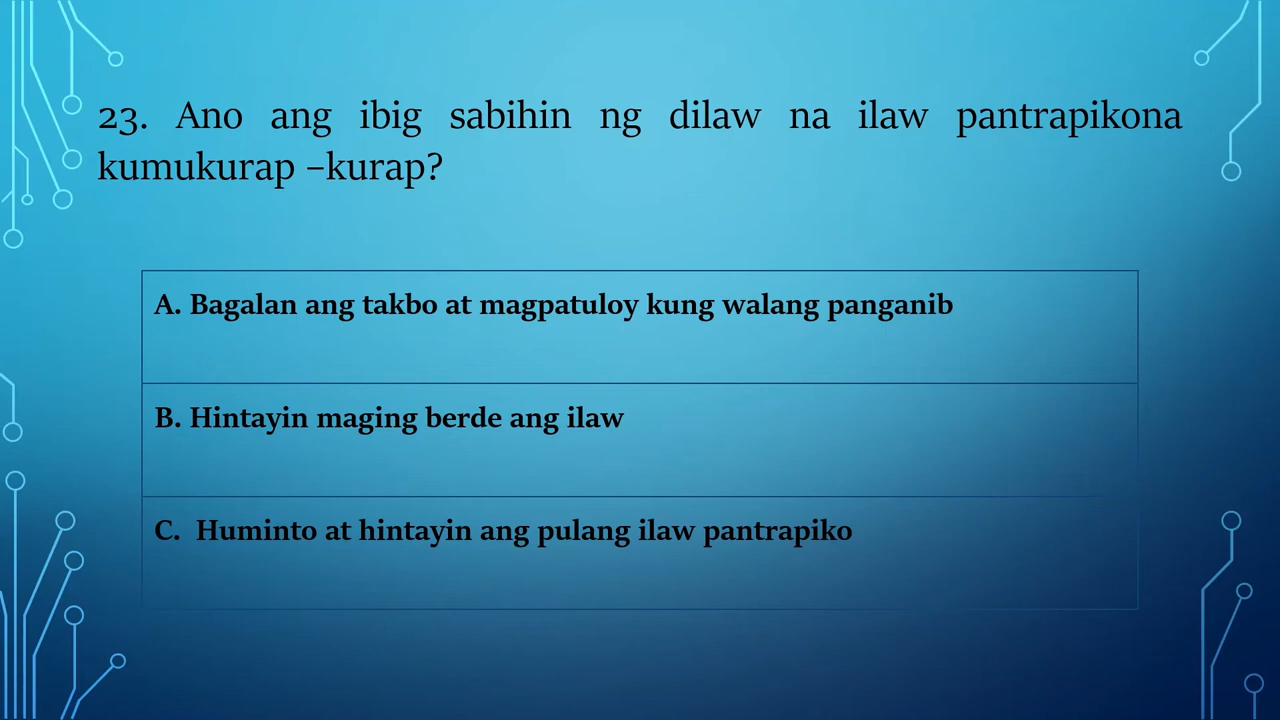 23. Ano ang ibig sabihin ng dilaw na ilaw pantrapikona
kumukurap –kurap?
A. Bagalan ang takbo at magpatuloy kung walang panganib
B. Hintayin maging berde ang ilaw
C. Huminto at hintayin ang pulang ilaw pantrapiko